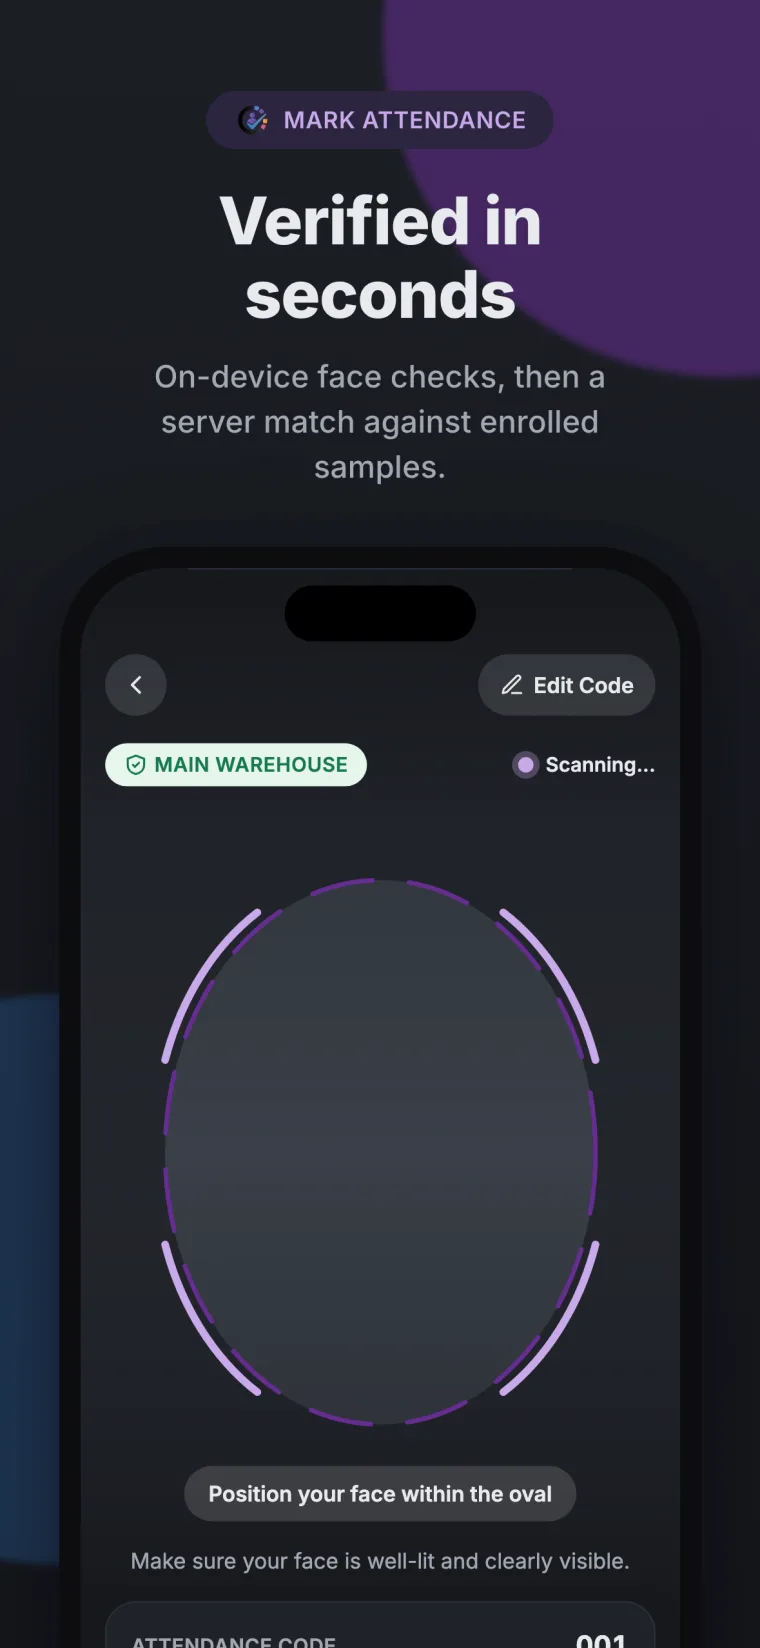 MARK ATTENDANCE
Verified in
seconds
On-device face checks, then a
server match against enrolled
samples.
Edit Code
MAIN WAREHOUSE
Scanning...
Position your face within the oval
Make sure your face is well-lit and clearly visible.
ATTENDANCE CODE
001